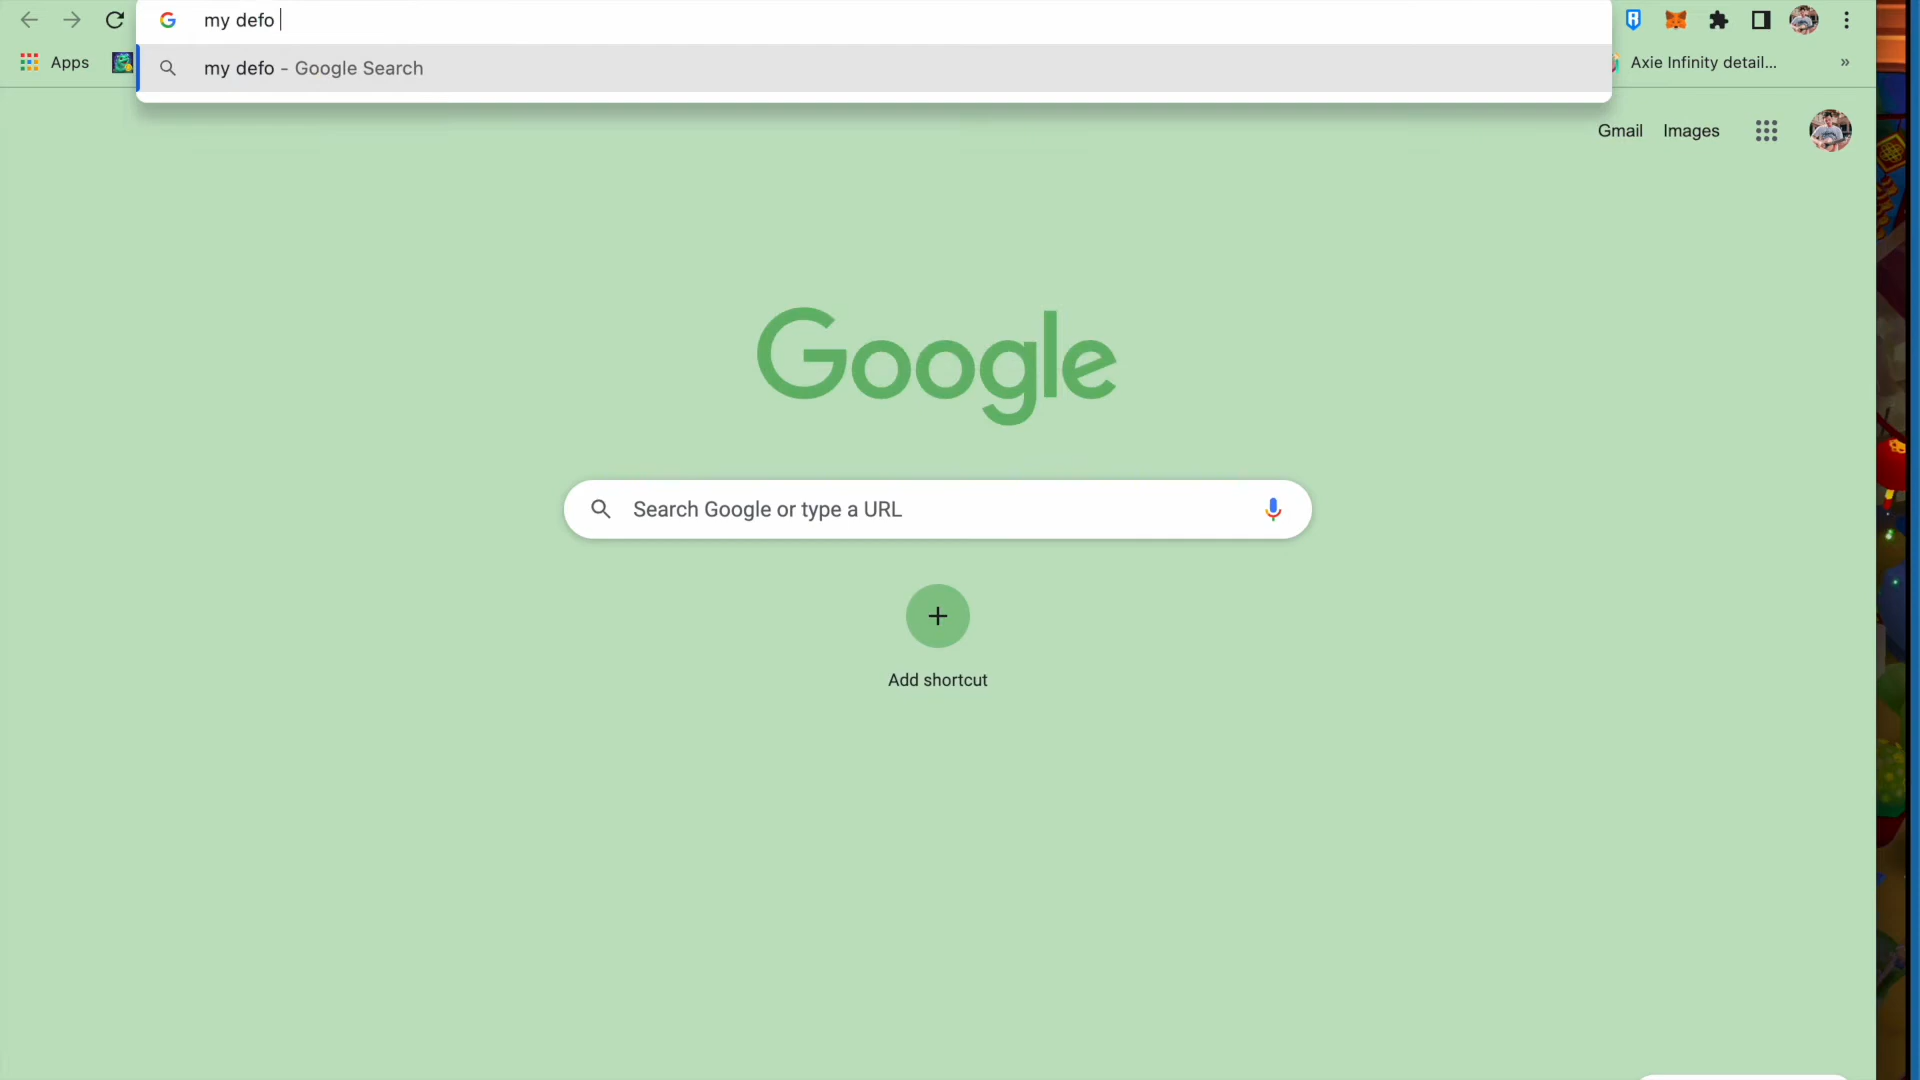 my defo
Apps
my defo - Google Search
Axie Infinity detail...
»
Gmail
Images
Google
Search Google or type a URL
Add shortcut